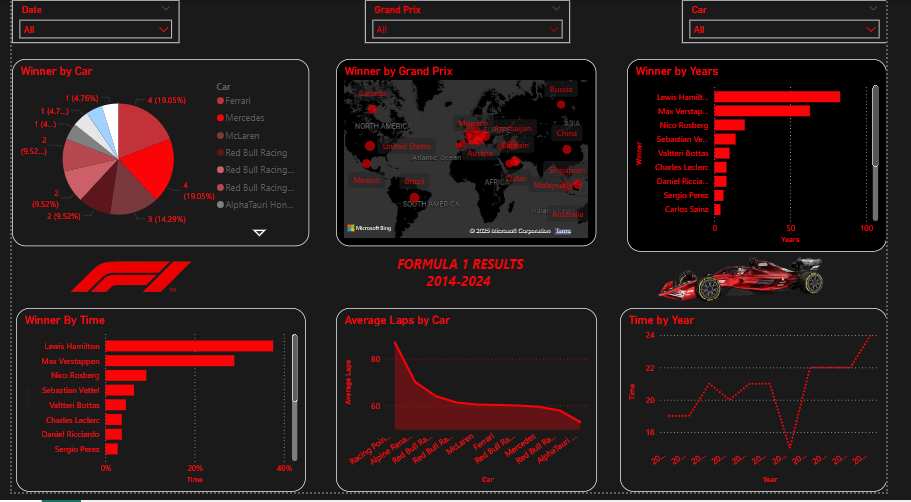 Date
All
Grand Prix
All
Car
All
Winner by Car
4 (19.05%)
4
(19.05%)
3 (14.29%)
2 (9.52%)
2
(9.52%)
2
(9.52...)
1 (4...)
1 (4.7...)
1 (4.76%)
Car
Ferrari
Mercedes
McLaren
Red Bull Racing
Red Bull Racing...
Red Bull Racing...
AlphaTauri Hon...
Winner by Grand Prix
Canada
Russia
NORTH AMERICA
Monaco
Azerbaijan
ASIA
China
United States
Atlantic Ocean
Austria
Bahrain
Mexico
Brazil
AFRICA
Qatar
Singapore
Malaysia
SOUTH AMERICA
Indian
Australia
Microsoft Bing
© 2025 Microsoft Corporation Terms
Winner by Years
Winner
Lewis Hamilt...
Max Verstap...
Nico Rosberg
Sebastian Ve...
Valtteri Bottas
Charles Leclerc
Daniel Riccia...
Sergio Perez
Carlos Sainz
0 50 100
Years
TM
FORMULA 1 RESULTS
2014-2024
Winner By Time
Lewis Hamilton
Max Verstappen
Nico Rosberg
Sebastian Vettel
Valtteri Bottas
Charles Leclerc
Daniel Ricciardo
Sergio Perez
0% 20% 40%
Time
Average Laps by Car
Average Laps
80
60
Racing Poin...
Alpine Rena...
Red Bull Ra...
Red Bull Ra...
McLaren
Ferrari
Red Bull Ra...
Mercedes
Red Bull Ra...
AlphaTauri ...
Car
Time by Year
Time
24
22
20
18
20... 20... 20... 20... 20... 20... 20... 20... 20... 20... 20...
Year